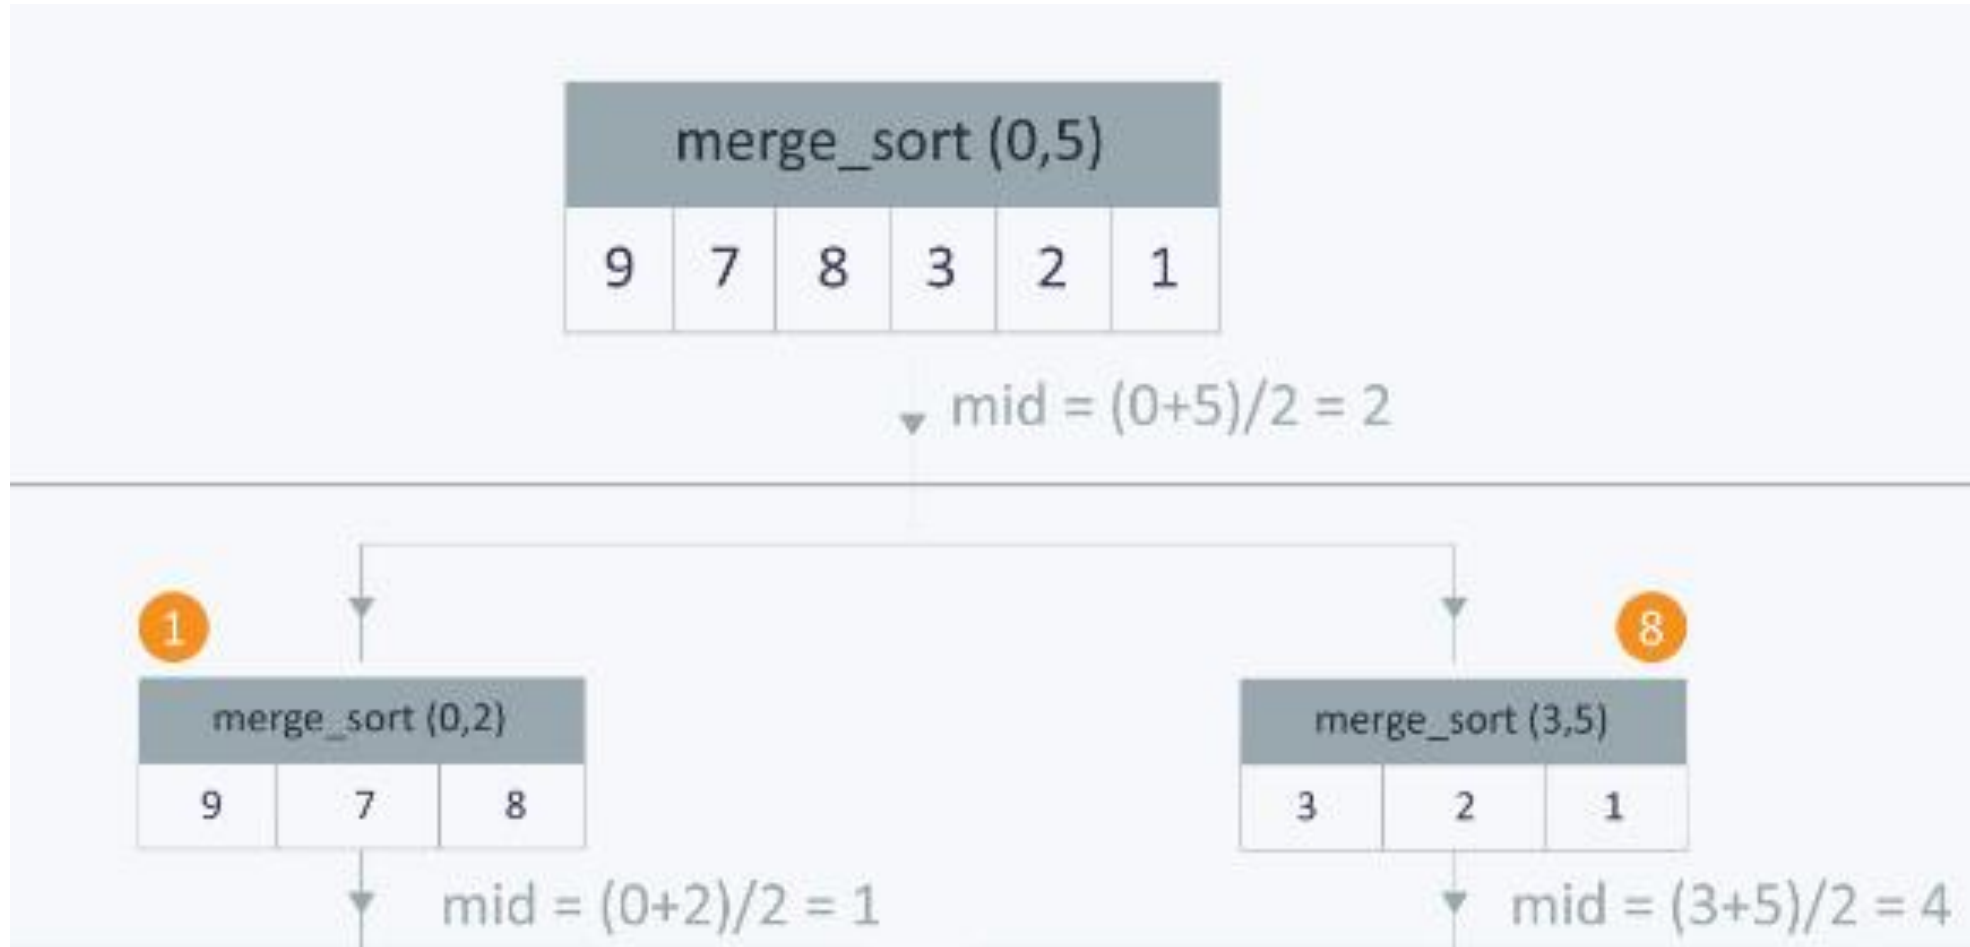 merge_sort (0,5)
9 7 8 3 2 1
mid = (0+5)/2 = 2
1
8
merge_sort (0,2)
merge_sort (3,5)
9 7 8
3 2 1
mid = (0+2)/2 = 1
mid = (3+5)/2 = 4